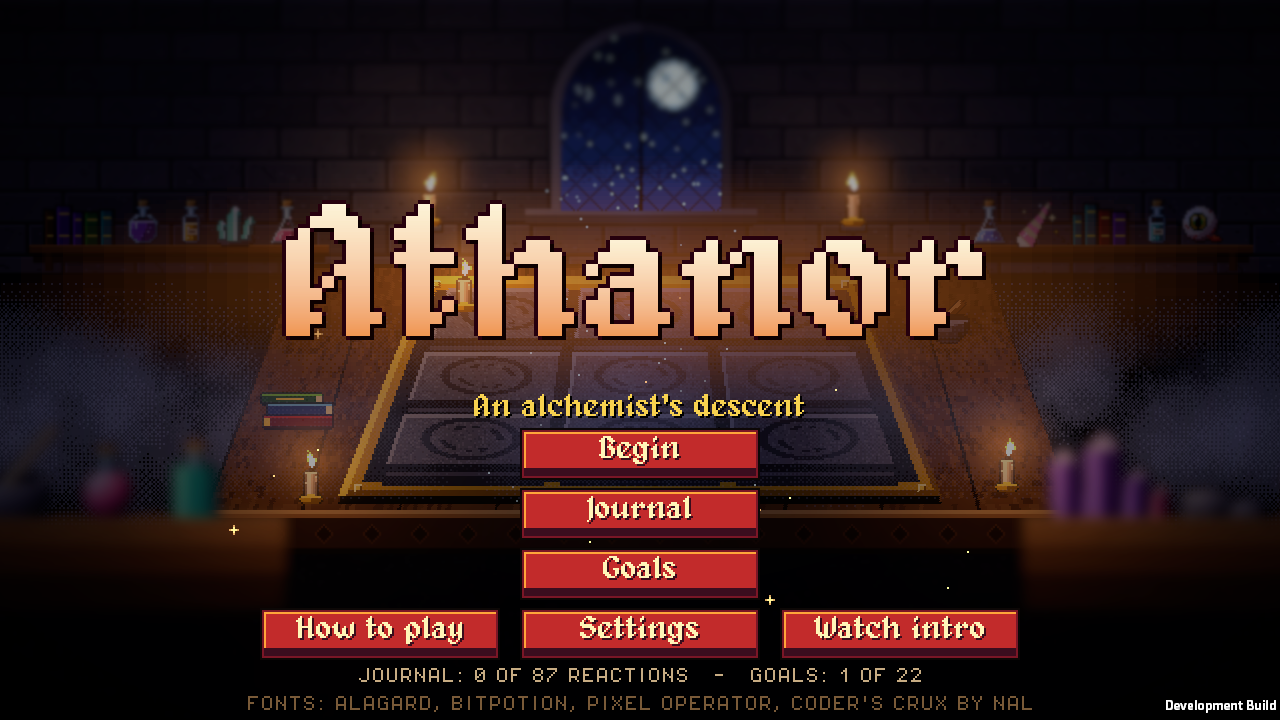 Athanor
An alchemist's descent
Begin
Journal
Goals
How to play
Settings
Watch intro
JOURNAL: 0 OF 87 REACTIONS - GOALS: 1 OF 22
FONTS: ALAGARD, BITPOTION, PIXEL OPERATOR, CODER'S CRUX BY NAL
Development Build